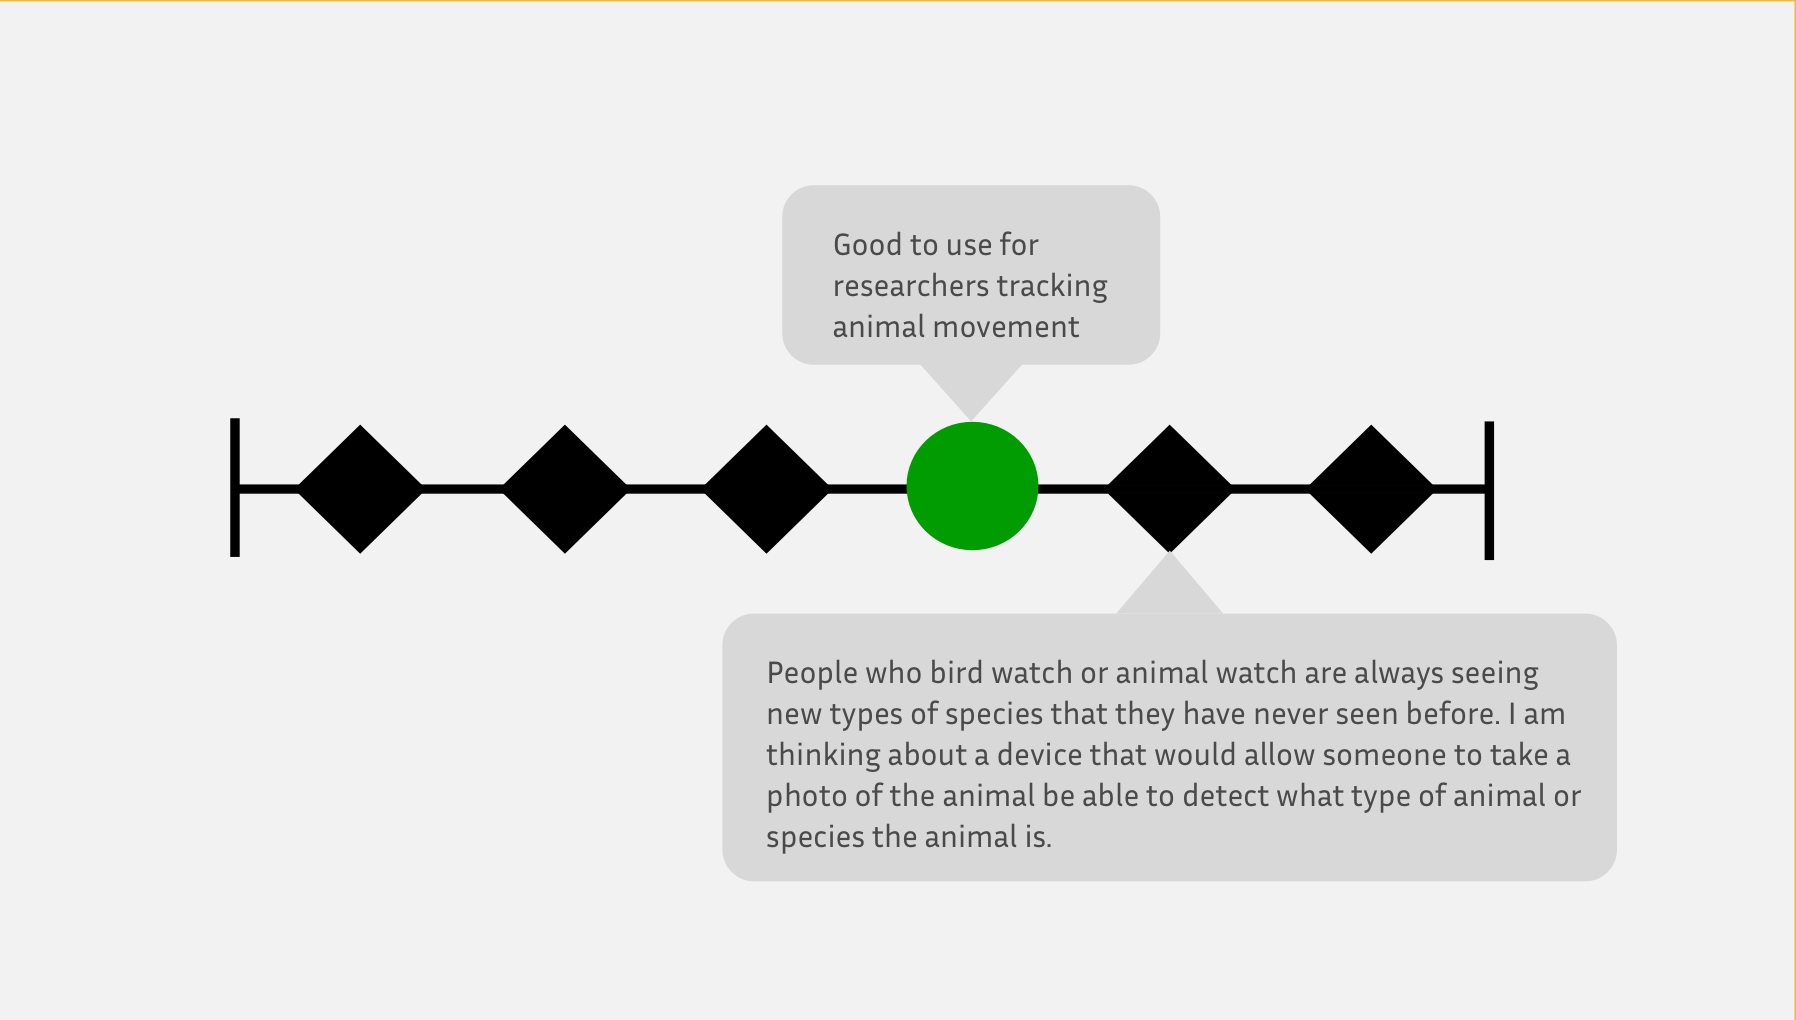 Good to use for
researchers tracking
animal movement
People who bird watch or animal watch are always seeing
new types of species that they have never seen before. I am
thinking about a device that would allow someone to take a
photo of the animal be able to detect what type of animal or
species the animal is.